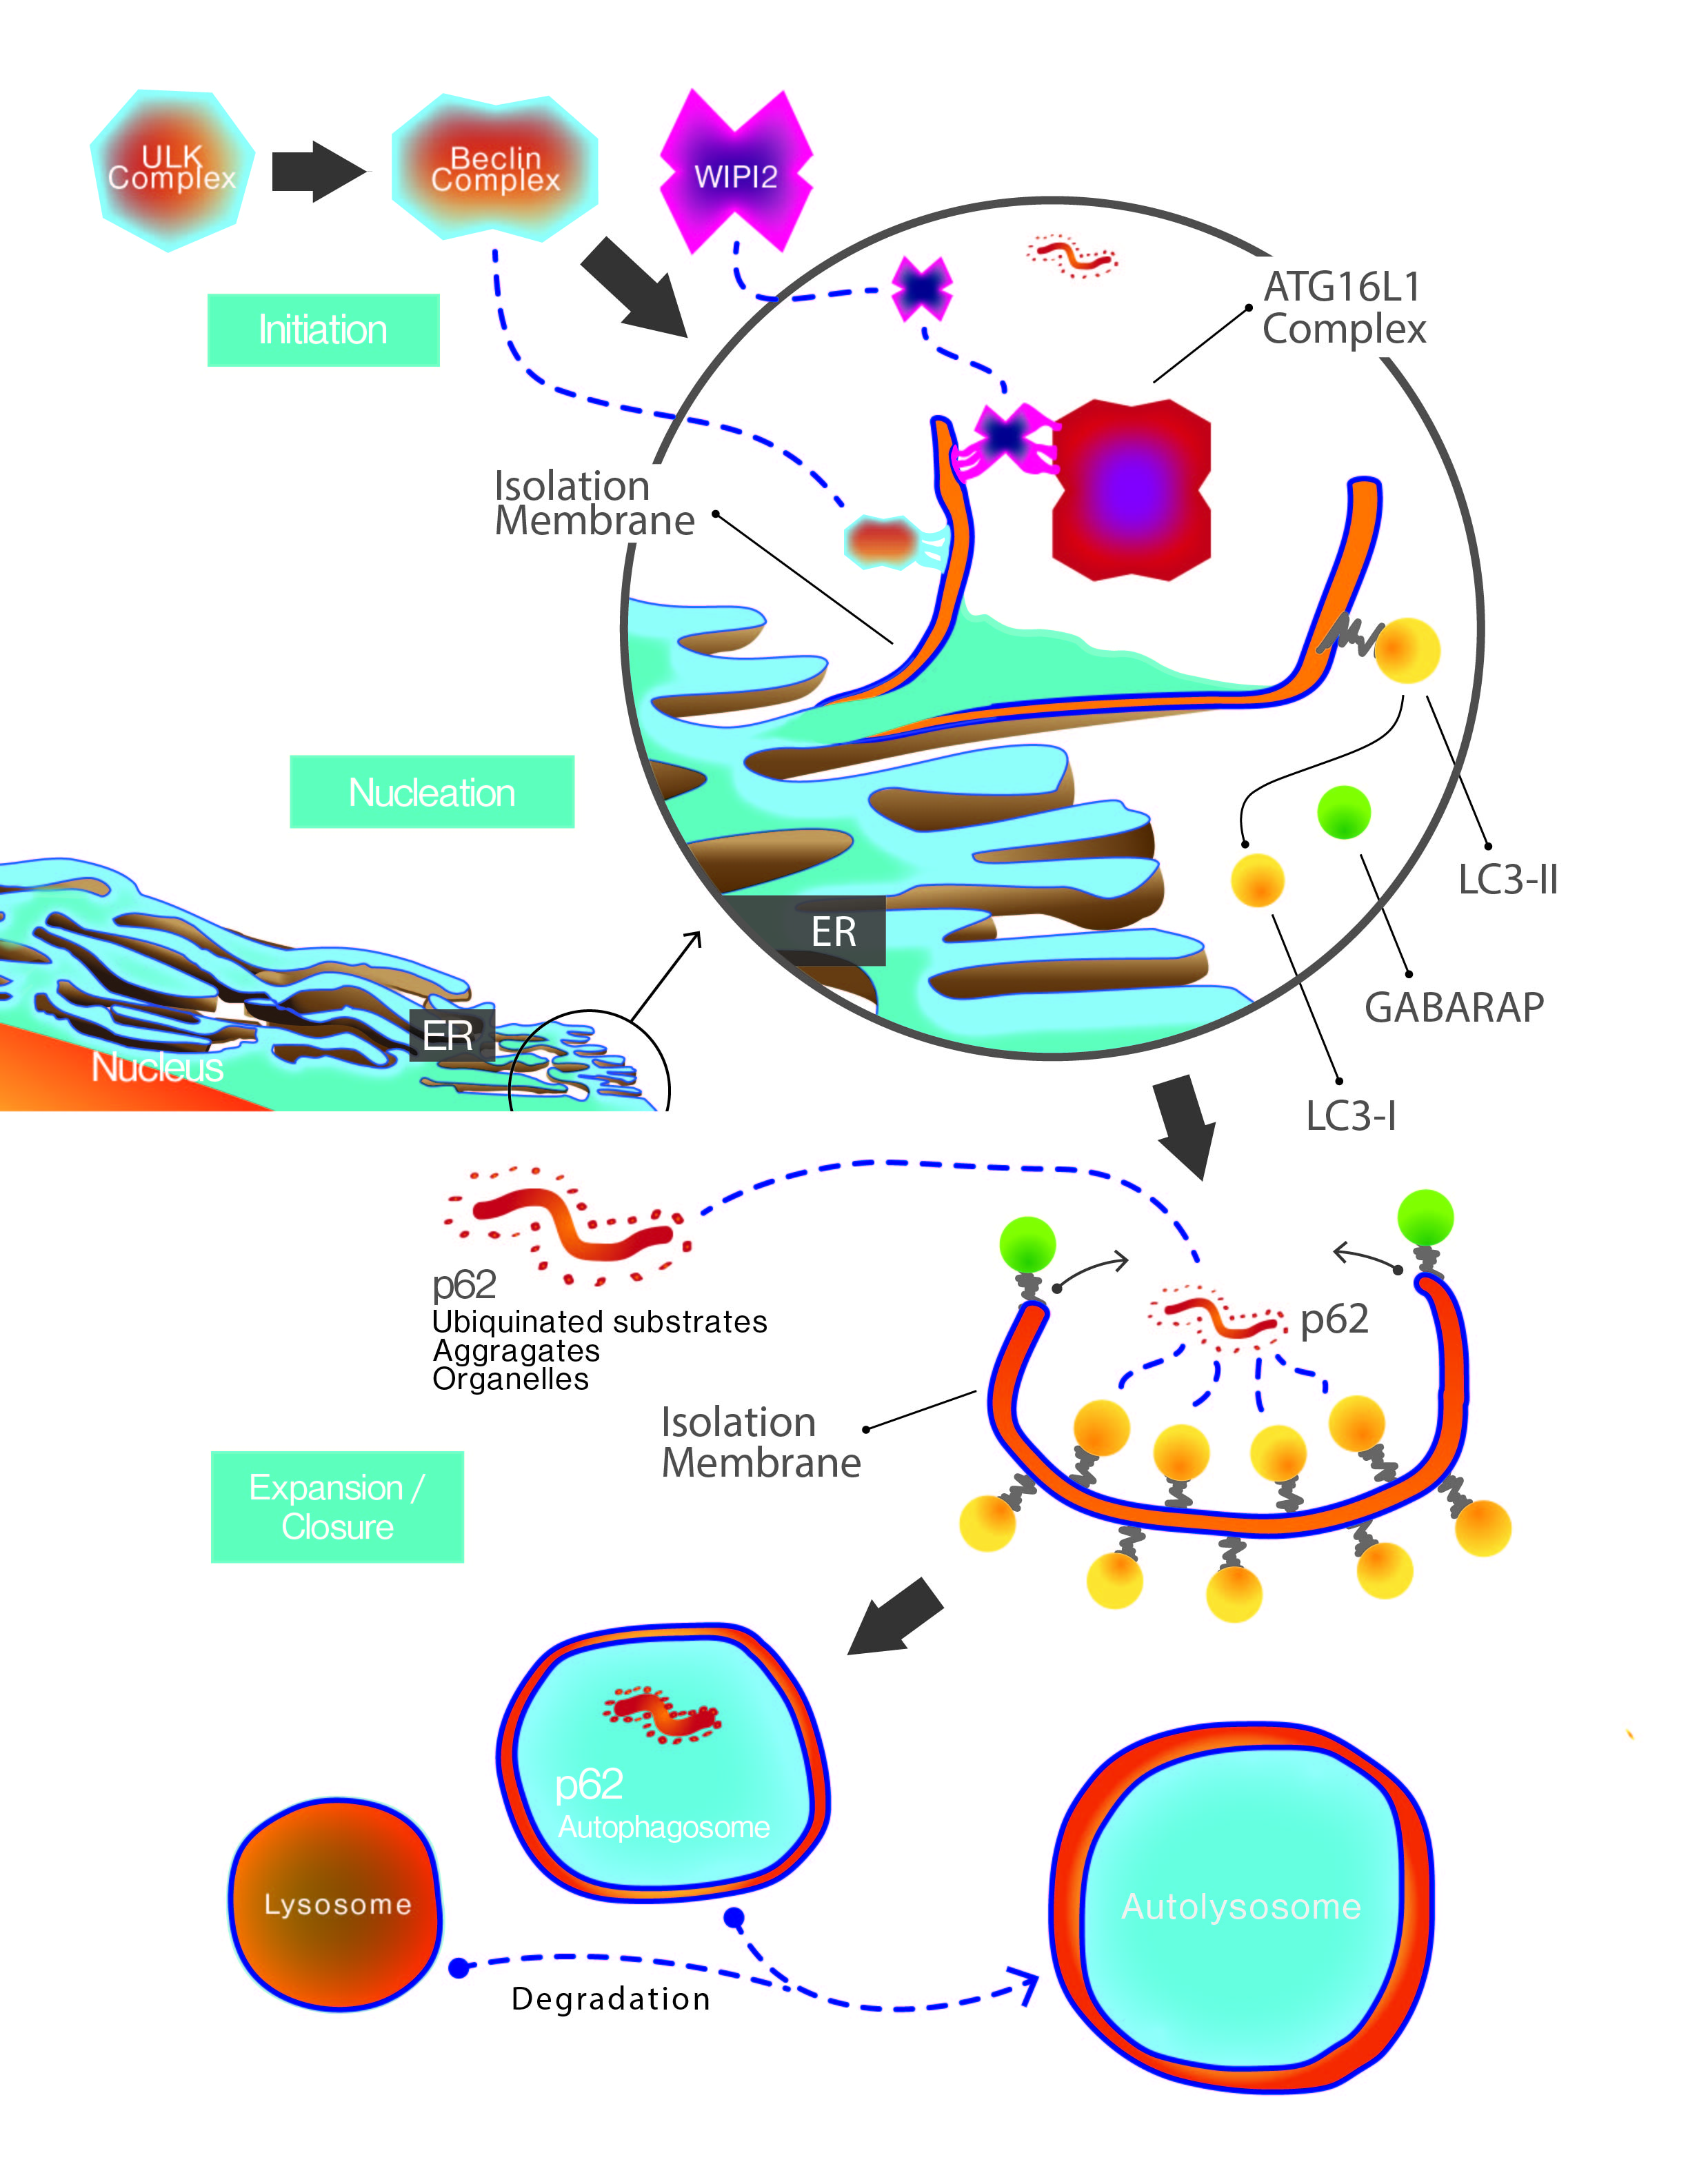 ULK
Complex
Beclin
Complex
WIPI2
Initiation
ATG16L1
Complex
Isolation
Membrane
Nucleation
LC3-II
ER
GABARAP
ER
Nucleus
LC3-I
p62
Ubiquinated substrates
Aggragates
Organelles
p62
Isolation
Membrane
Expansion /
Closure
p62
Autophagosome
Lysosome
Autolysosome
Degradation